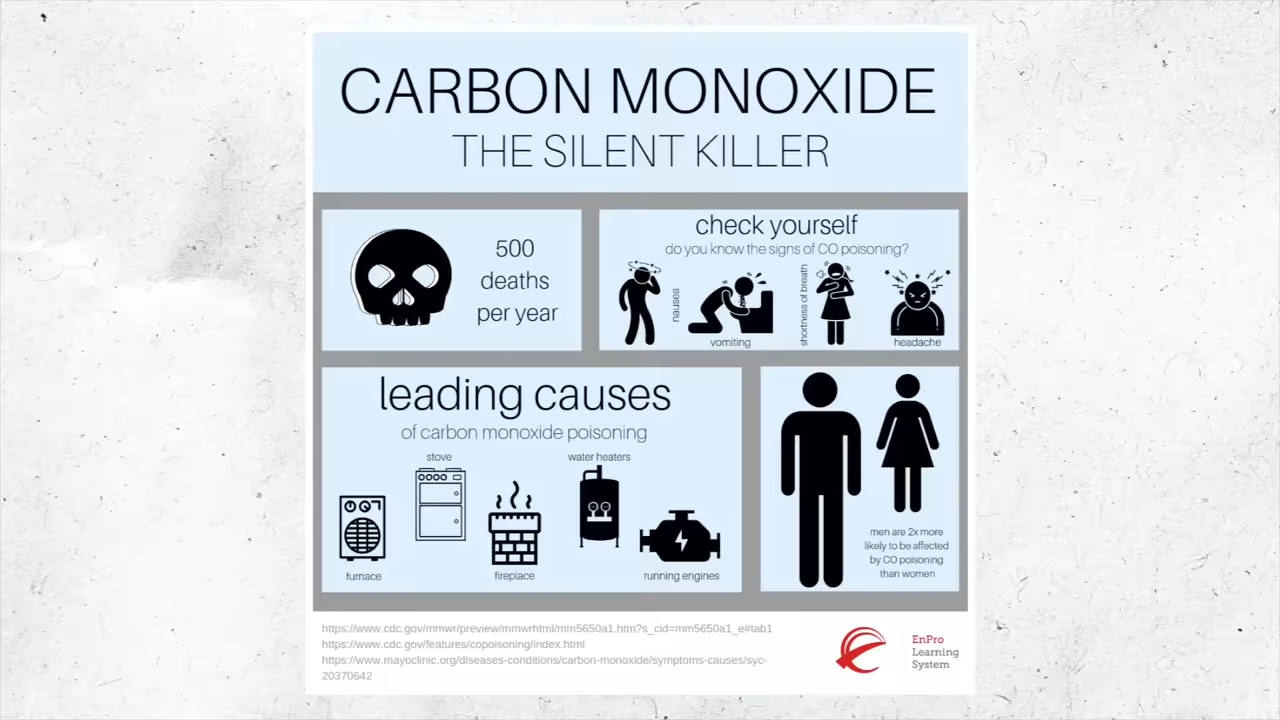 CARBON MONOXIDE
THE SILENT KILLER
500
deaths
per year
check yourself
do you know the signs of CO poisoning?
nausea
vomiting
shortness of breath
headache
leading causes
of carbon monoxide poisoning
stove
water heaters
furnace
fireplace
running engines
men are 2x more
likely to be affected
by CO poisoning
than women
https://www.cdc.gov/mmwr/preview/mmwrhtml/mm5650a1.htm?s_cid=mm5650a1_e#tab1
https://www.cdc.gov/features/copoisoning/index.html
https://www.mayoclinic.org/diseases-conditions/carbon-monoxide/symptoms-causes/syc-
20370642
EnPro
Learning
System